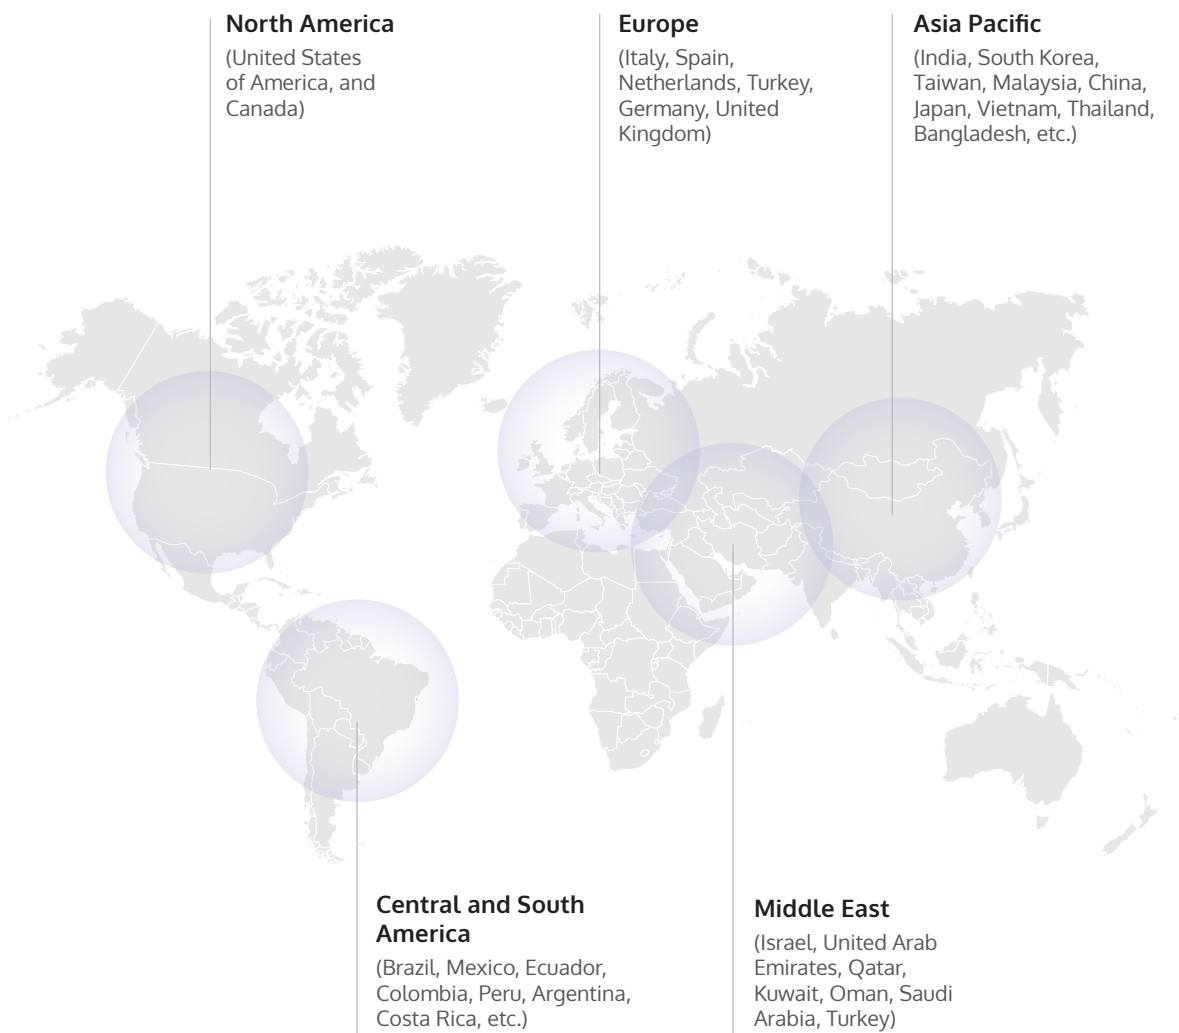 North America
(United States
of America, and
Canada)
Europe
(Italy, Spain,
Netherlands, Turkey,
Germany, United
Kingdom)
Asia Pacific
(India, South Korea,
Taiwan, Malaysia, China,
Japan, Vietnam, Thailand,
Bangladesh, etc.)
Central and South
America
(Brazil, Mexico, Ecuador,
Colombia, Peru, Argentina,
Costa Rica, etc.)
Middle East
(Israel, United Arab
Emirates, Qatar,
Kuwait, Oman, Saudi
Arabia, Turkey)